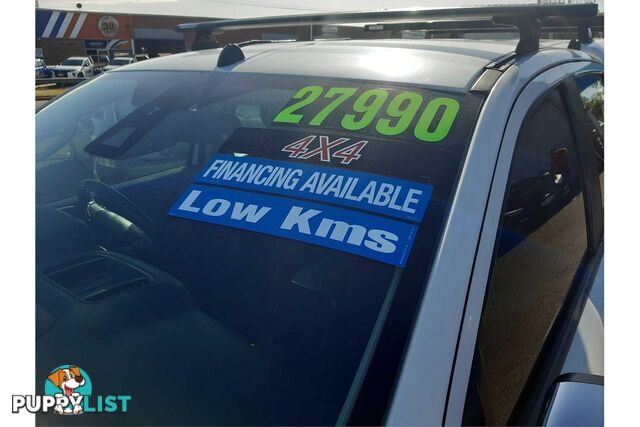 27990
4X4
FINANCING AVAILABLE
Low Kms
PUPPYLIST